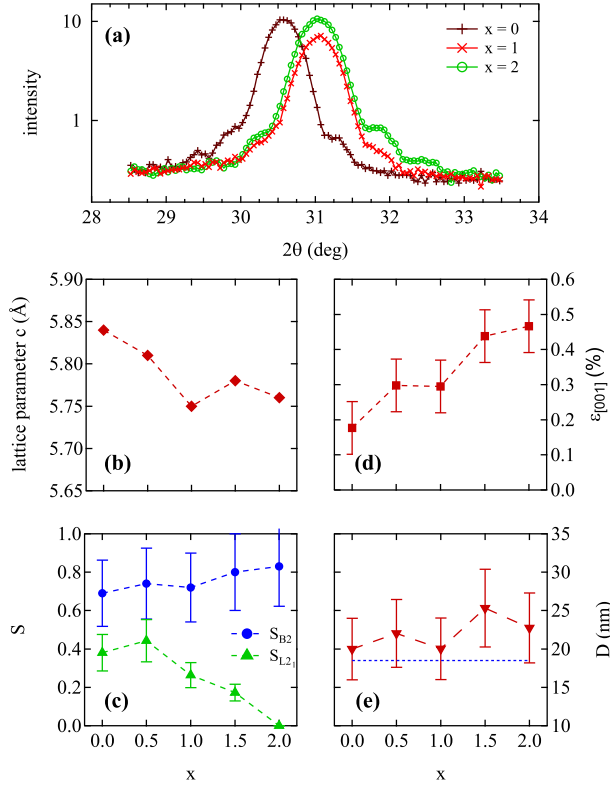 (a)
x = 0
x = 1
x = 2
10
1
intensity
28 29 30 31 32 33 34
2θ (deg)
5.90
5.85
5.80
5.75
5.70
5.65
lattice parameter c (Å)
(b)
0.6
0.5
0.4
0.3
0.2
0.1
0.0
ε[001] (%)
(d)
1.0
0.8
0.6
0.4
0.2
0.0
S
S_B2
S_L2₁
(c)
0.0 0.5 1.0 1.5 2.0
x
35
30
25
20
15
10
D (nm)
(e)
0.0 0.5 1.0 1.5 2.0
x